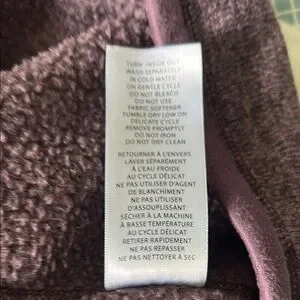 TURN INSIDE OUT
WASH SEPARATELY
IN COLD WATER
ON GENTLE CYCLE
DO NOT BLEACH
DO NOT USE
FABRIC SOFTENER
TUMBLE DRY LOW ON
DELICATE CYCLE
REMOVE PROMPTLY
DO NOT IRON
DO NOT DRY CLEAN
RETOURNER À L'ENVERS
LAVER SÉPARÉMENT
À L'EAU FROIDE
AU CYCLE DÉLICAT
NE PAS UTILISER D'AGENT
DE BLANCHIMENT
NE PAS UTILISER
D'ASSOUPLISSANT
SÉCHER À LA MACHINE
À BASSE TEMPÉRATURE
AU CYCLE DÉLICAT
RETIRER RAPIDEMENT
NE PAS REPASSER
NE PAS NETTOYER À SEC